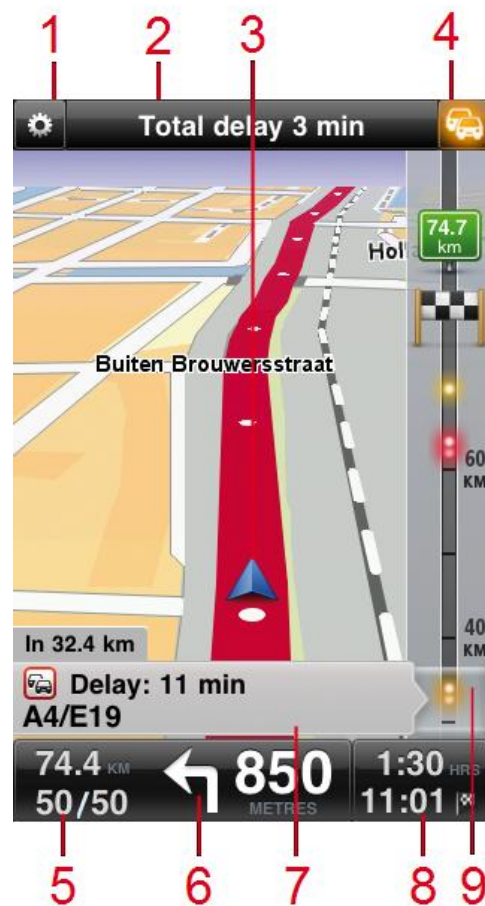 1 2 3 4
Total delay 3 min
74.7
km
Hol
Buiten Brouwersstraat
60
KM
In 32.4 km
40
KM
Delay: 11 min
A4/E19
74.4 KM
50/50
850
METRES
1:30 HRS
11:01
5 6 7 8 9